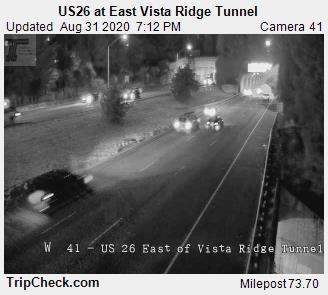 US26 at East Vista Ridge Tunnel
Updated Aug 31 2020 7:12 PM Camera 41
W 41 - US 26 East of Vista Ridge Tunnel
TripCheck.com Milepost73.70